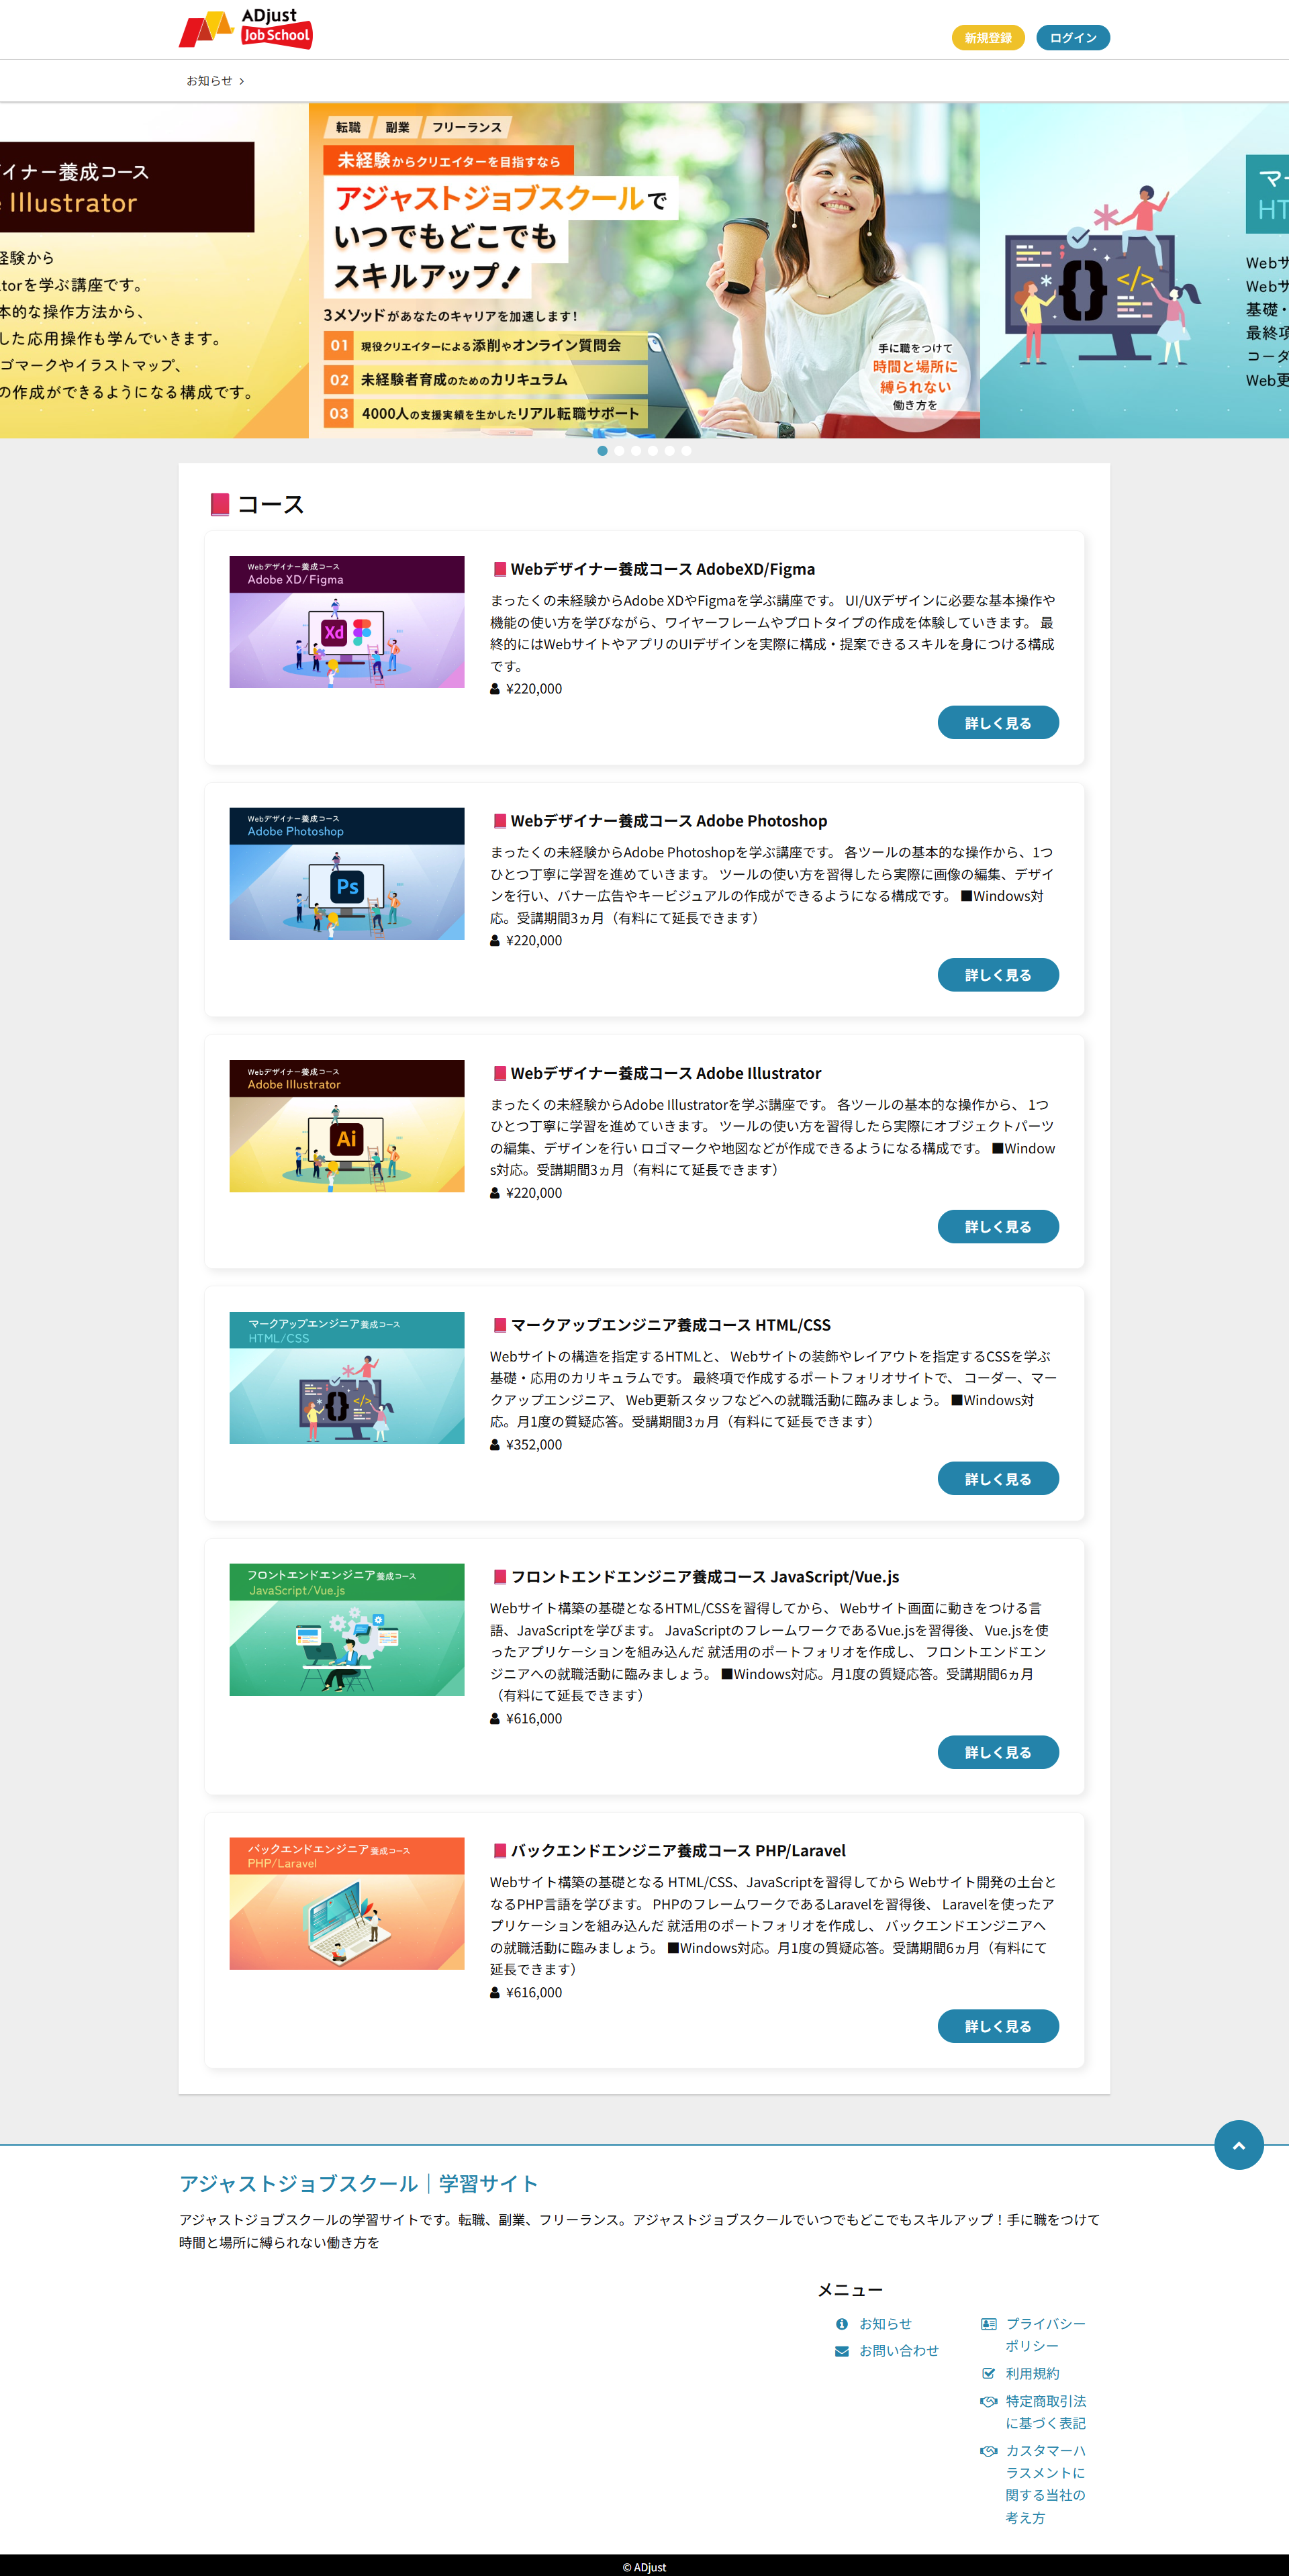 ADjust
Job School
新規登録
ログイン
お知らせ
イナー養成コース
Illustrator
経験から
torを学ぶ講座です。
本的な操作方法から、
した応用操作も学んでいきます。
ゴマークやイラストマップ、
の作成ができるようになる構成です。
転職 副業 フリーランス
未経験からクリエイターを目指すなら
アジャストジョブスクールで
いつでもどこでも
スキルアップ!
3メソッドがあなたのキャリアを加速します!
01 現役クリエイターによる添削やオンライン質問会
02 未経験者育成のためのカリキュラム
03 4000人の支援実績を生かしたリアル転職サポート
手に職をつけて
時間と場所に
縛られない
働き方を
{}
</>
マー
HT
Webサ
Webサ
基礎・
最終項
コーダ
Web更
コース
Webデザイナー養成コース
Adobe XD/Figma
Xd
Webデザイナー養成コース AdobeXD/Figma
まったくの未経験からAdobe XDやFigmaを学ぶ講座です。 UI/UXデザインに必要な基本操作や
機能の使い方を学びながら、ワイヤーフレームやプロトタイプの作成を体験していきます。 最
終的にはWebサイトやアプリのUIデザインを実際に構成・提案できるスキルを身につける構成
です。
¥220,000
詳しく見る
Webデザイナー養成コース
Adobe Photoshop
Ps
Webデザイナー養成コース Adobe Photoshop
まったくの未経験からAdobe Photoshopを学ぶ講座です。 各ツールの基本的な操作から、1つ
ひとつ丁寧に学習を進めていきます。 ツールの使い方を習得したら実際に画像の編集、デザイ
ンを行い、バナー広告やキービジュアルの作成ができるようになる構成です。 ■Windows対
応。受講期間3ヵ月（有料にて延長できます）
¥220,000
詳しく見る
Webデザイナー養成コース
Adobe Illustrator
Ai
Webデザイナー養成コース Adobe Illustrator
まったくの未経験からAdobe Illustratorを学ぶ講座です。 各ツールの基本的な操作から、 1つ
ひとつ丁寧に学習を進めていきます。 ツールの使い方を習得したら実際にオブジェクトパーツ
の編集、デザインを行い ロゴマークや地図などが作成できるようになる構成です。 ■Window
s対応。受講期間3ヵ月（有料にて延長できます）
¥220,000
詳しく見る
マークアップエンジニア養成コース
HTML/CSS
{}
</>
マークアップエンジニア養成コース HTML/CSS
Webサイトの構造を指定するHTMLと、 Webサイトの装飾やレイアウトを指定するCSSを学ぶ
基礎・応用のカリキュラムです。 最終項で作成するポートフォリオサイトで、 コーダー、マー
クアップエンジニア、 Web更新スタッフなどへの就職活動に臨みましょう。 ■Windows対
応。月1度の質疑応答。受講期間3ヵ月（有料にて延長できます）
¥352,000
詳しく見る
フロントエンドエンジニア養成コース
JavaScript/Vue.js
フロントエンドエンジニア養成コース JavaScript/Vue.js
Webサイト構築の基礎となるHTML/CSSを習得してから、 Webサイト画面に動きをつける言
語、JavaScriptを学びます。 JavaScriptのフレームワークであるVue.jsを習得後、 Vue.jsを使
ったアプリケーションを組み込んだ 就活用のポートフォリオを作成し、 フロントエンドエン
ジニアへの就職活動に臨みましょう。 ■Windows対応。月1度の質疑応答。受講期間6ヵ月
（有料にて延長できます）
¥616,000
詳しく見る
バックエンドエンジニア養成コース
PHP/Laravel
バックエンドエンジニア養成コース PHP/Laravel
Webサイト構築の基礎となる HTML/CSS、JavaScriptを習得してから Webサイト開発の土台と
なるPHP言語を学びます。 PHPのフレームワークであるLaravelを習得後、 Laravelを使ったア
プリケーションを組み込んだ 就活用のポートフォリオを作成し、 バックエンドエンジニアへ
の就職活動に臨みましょう。 ■Windows対応。月1度の質疑応答。受講期間6ヵ月（有料にて
延長できます）
¥616,000
詳しく見る
アジャストジョブスクール｜学習サイト
アジャストジョブスクールの学習サイトです。転職、副業、フリーランス。アジャストジョブスクールでいつでもどこでもスキルアップ！手に職をつけて
時間と場所に縛られない働き方を
メニュー
お知らせ
お問い合わせ
プライバシー
ポリシー
利用規約
特定商取引法
に基づく表記
カスタマーハ
ラスメントに
関する当社の
考え方
© ADjust